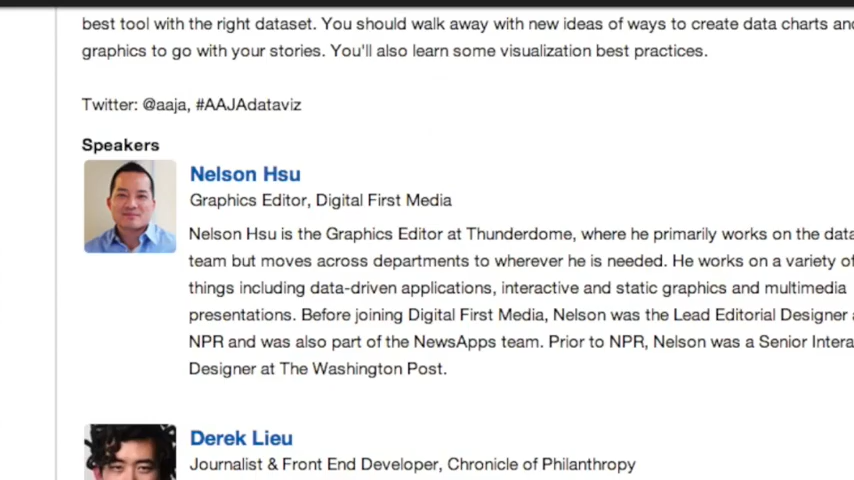 best tool with the right dataset. You should walk away with new ideas of ways to create data charts and
graphics to go with your stories. You'll also learn some visualization best practices.
Twitter: @aaja, #AAJAdataviz
Speakers
Nelson Hsu
Graphics Editor, Digital First Media
Nelson Hsu is the Graphics Editor at Thunderdome, where he primarily works on the data
team but moves across departments to wherever he is needed. He works on a variety of
things including data-driven applications, interactive and static graphics and multimedia
presentations. Before joining Digital First Media, Nelson was the Lead Editorial Designer
NPR and was also part of the NewsApps team. Prior to NPR, Nelson was a Senior Intera
Designer at The Washington Post.
Derek Lieu
Journalist & Front End Developer, Chronicle of Philanthropy